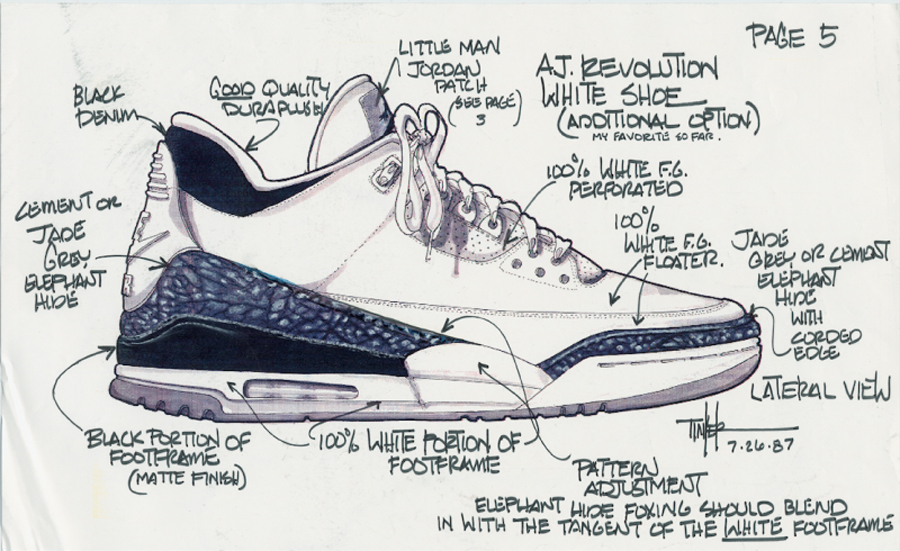 PAGE 5
LITTLE MAN
JORDAN
PATCH
(SEE PAGE)
3
A.J. REVOLUTION
WHITE SHOE
(ADDITIONAL OPTION)
MY FAVORITE SO FAR.
BLACK
DENIM
GOOD QUALITY
DURAPLUSH
100% WHITE F.G.
PERFORATED
CEMENT OR
JADE
GREY
ELEPHANT
HIDE
100%
WHITE F.G.
FLOATER.
JADE
GREY OR CEMENT
ELEPHANT
HIDE
WITH
CORDED
EDGE
LATERAL VIEW
TINKER
7.26.87
BLACK PORTION OF
FOOTFRAME
(MATTE FINISH)
100% WHITE PORTION OF
FOOTFRAME
PATTERN
ADJUSTMENT
ELEPHANT HIDE FOXING SHOULD BLEND
IN WITH THE TANGENT OF THE WHITE FOOTFRAME